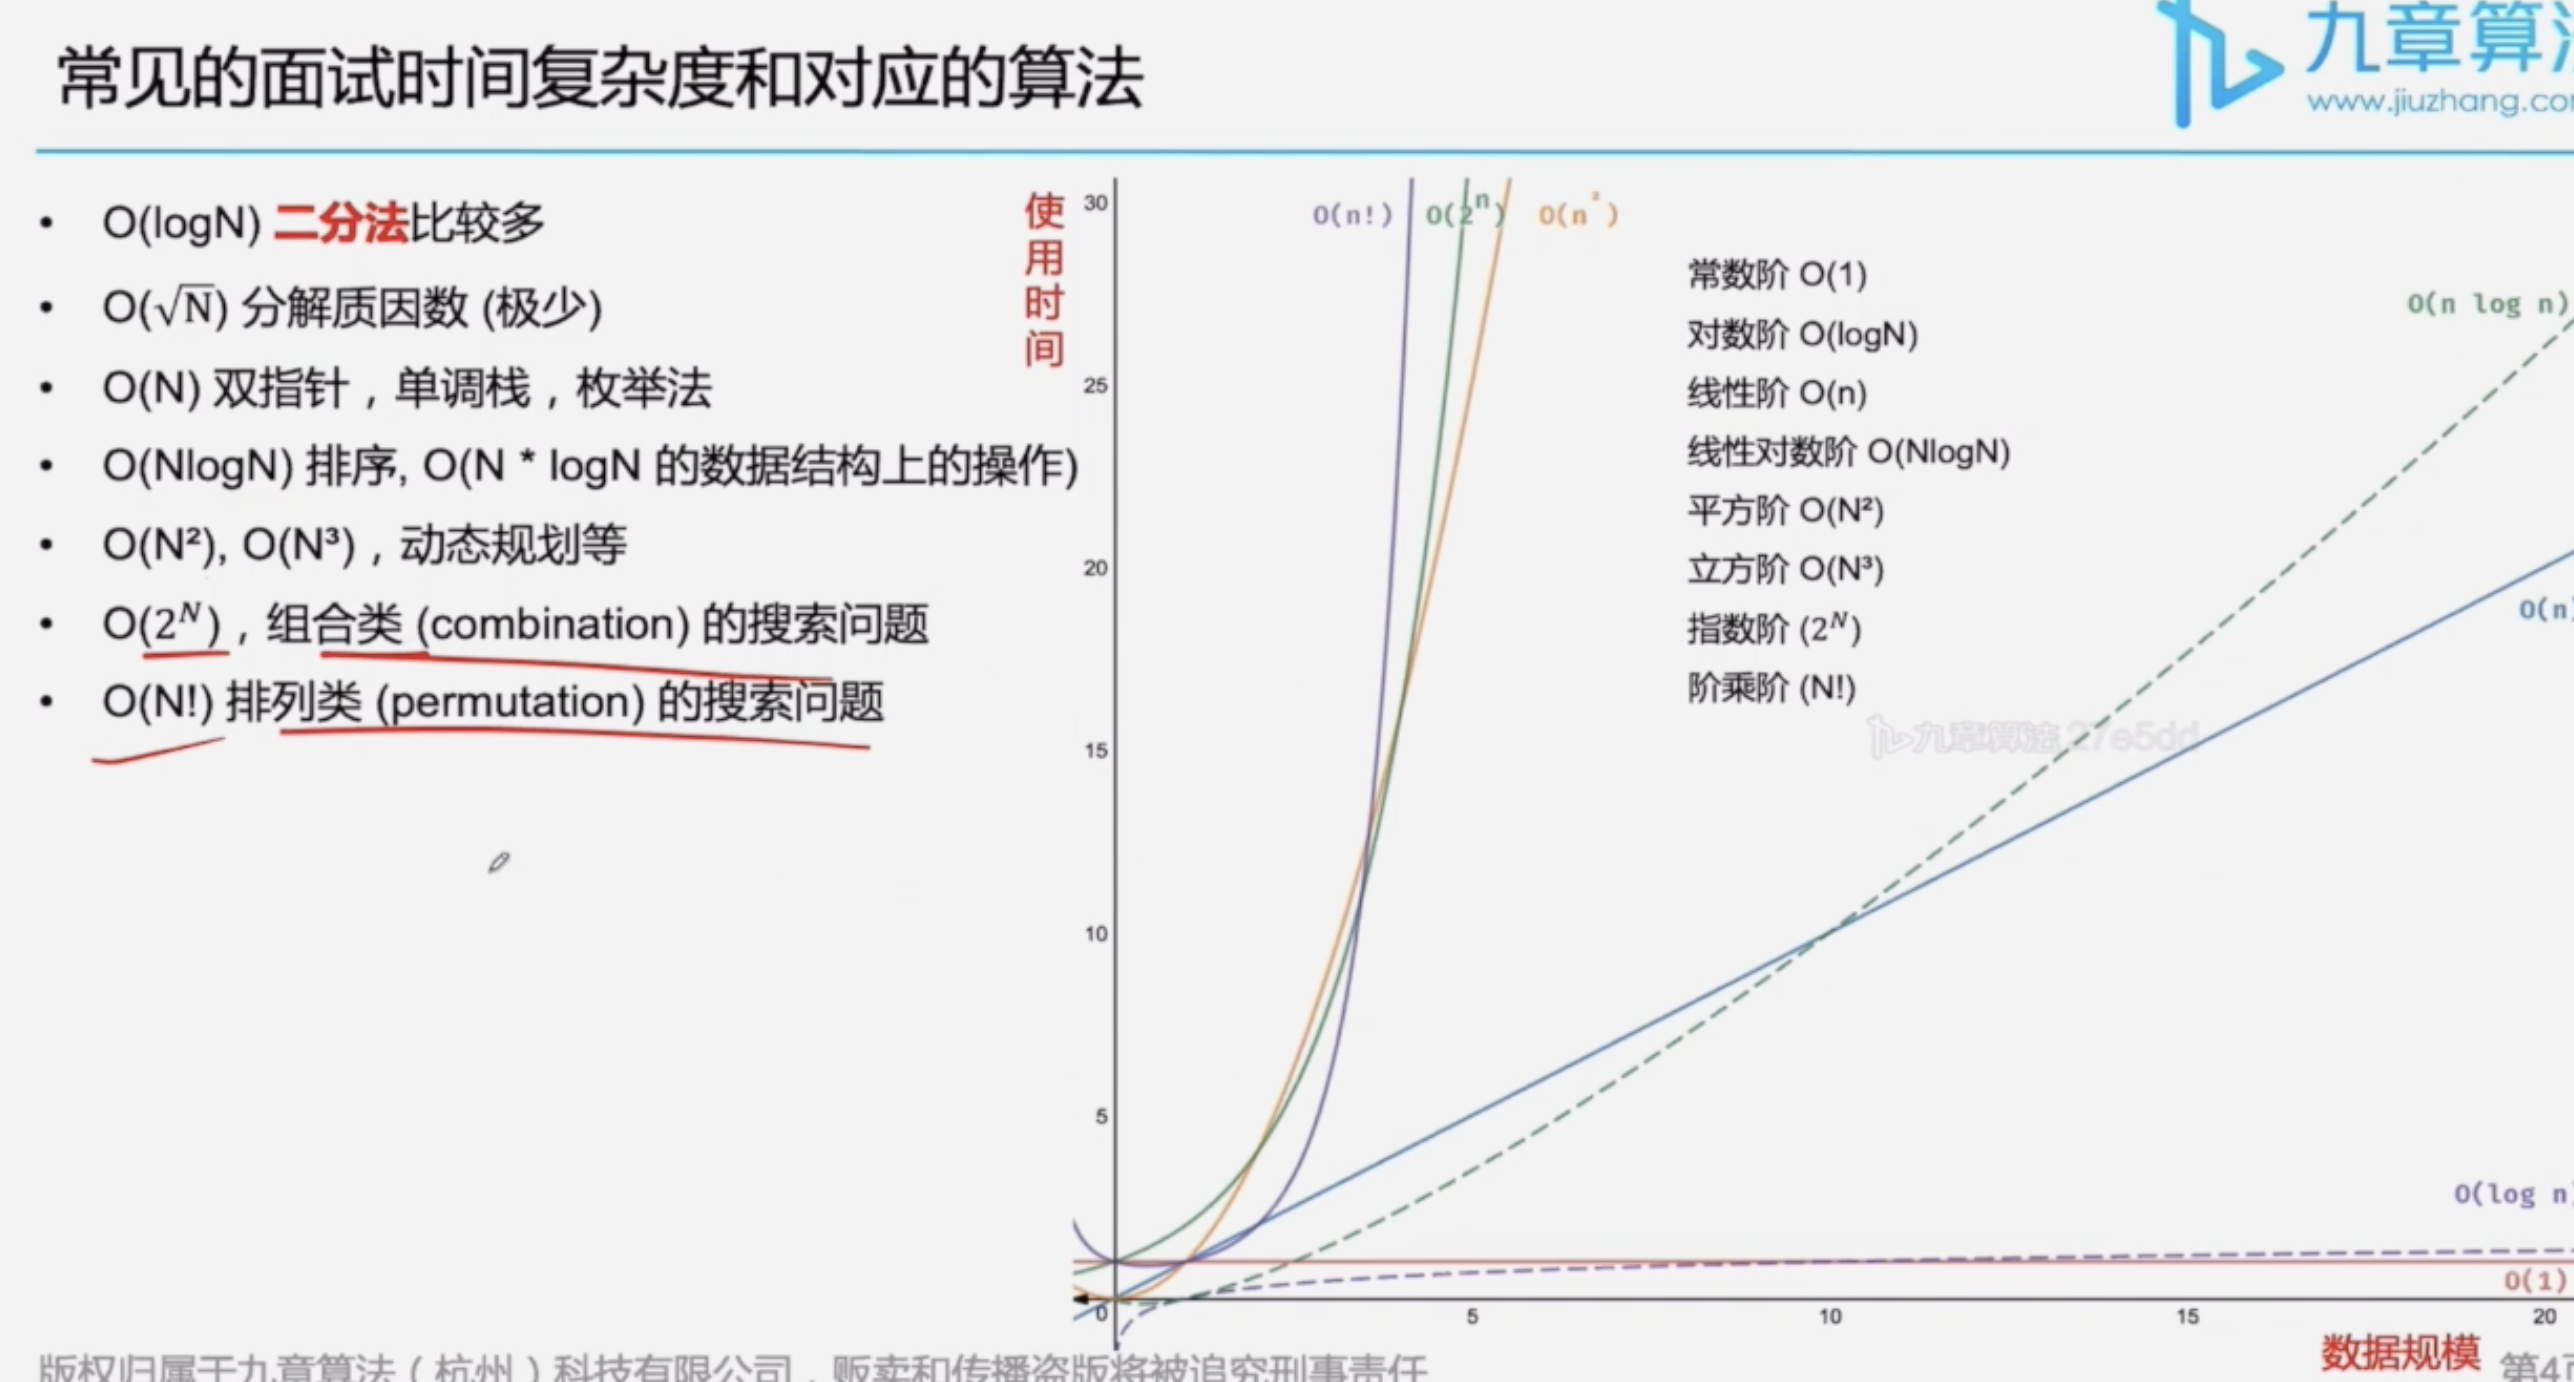 常见的面试时间复杂度和对应的算法
九章算法
www.jiuzhang.co
• O(logN) 二分法比较多
• O(√N) 分解质因数 (极少)
• O(N) 双指针，单调栈，枚举法
• O(NlogN) 排序, O(N * logN 的数据结构上的操作)
• O(N²), O(N³)，动态规划等
• O(2ᴺ)，组合类 (combination) 的搜索问题
• O(N!) 排列类 (permutation) 的搜索问题
使用时间
30
25
20
15
10
5
0
O(n!) O(2ⁿ) O(n²)
常数阶 O(1)
对数阶 O(logN)
线性阶 O(n)
线性对数阶 O(NlogN)
平方阶 O(N²)
立方阶 O(N³)
指数阶 (2ᴺ)
阶乘阶 (N!)
O(n log n)
O(n)
九章算法 27e5dd
O(log n)
O(1)
5 10 15 20
数据规模
版权归属于九章算法（杭州）科技有限公司，贩卖和传播盗版将被追究刑事责任
第4页